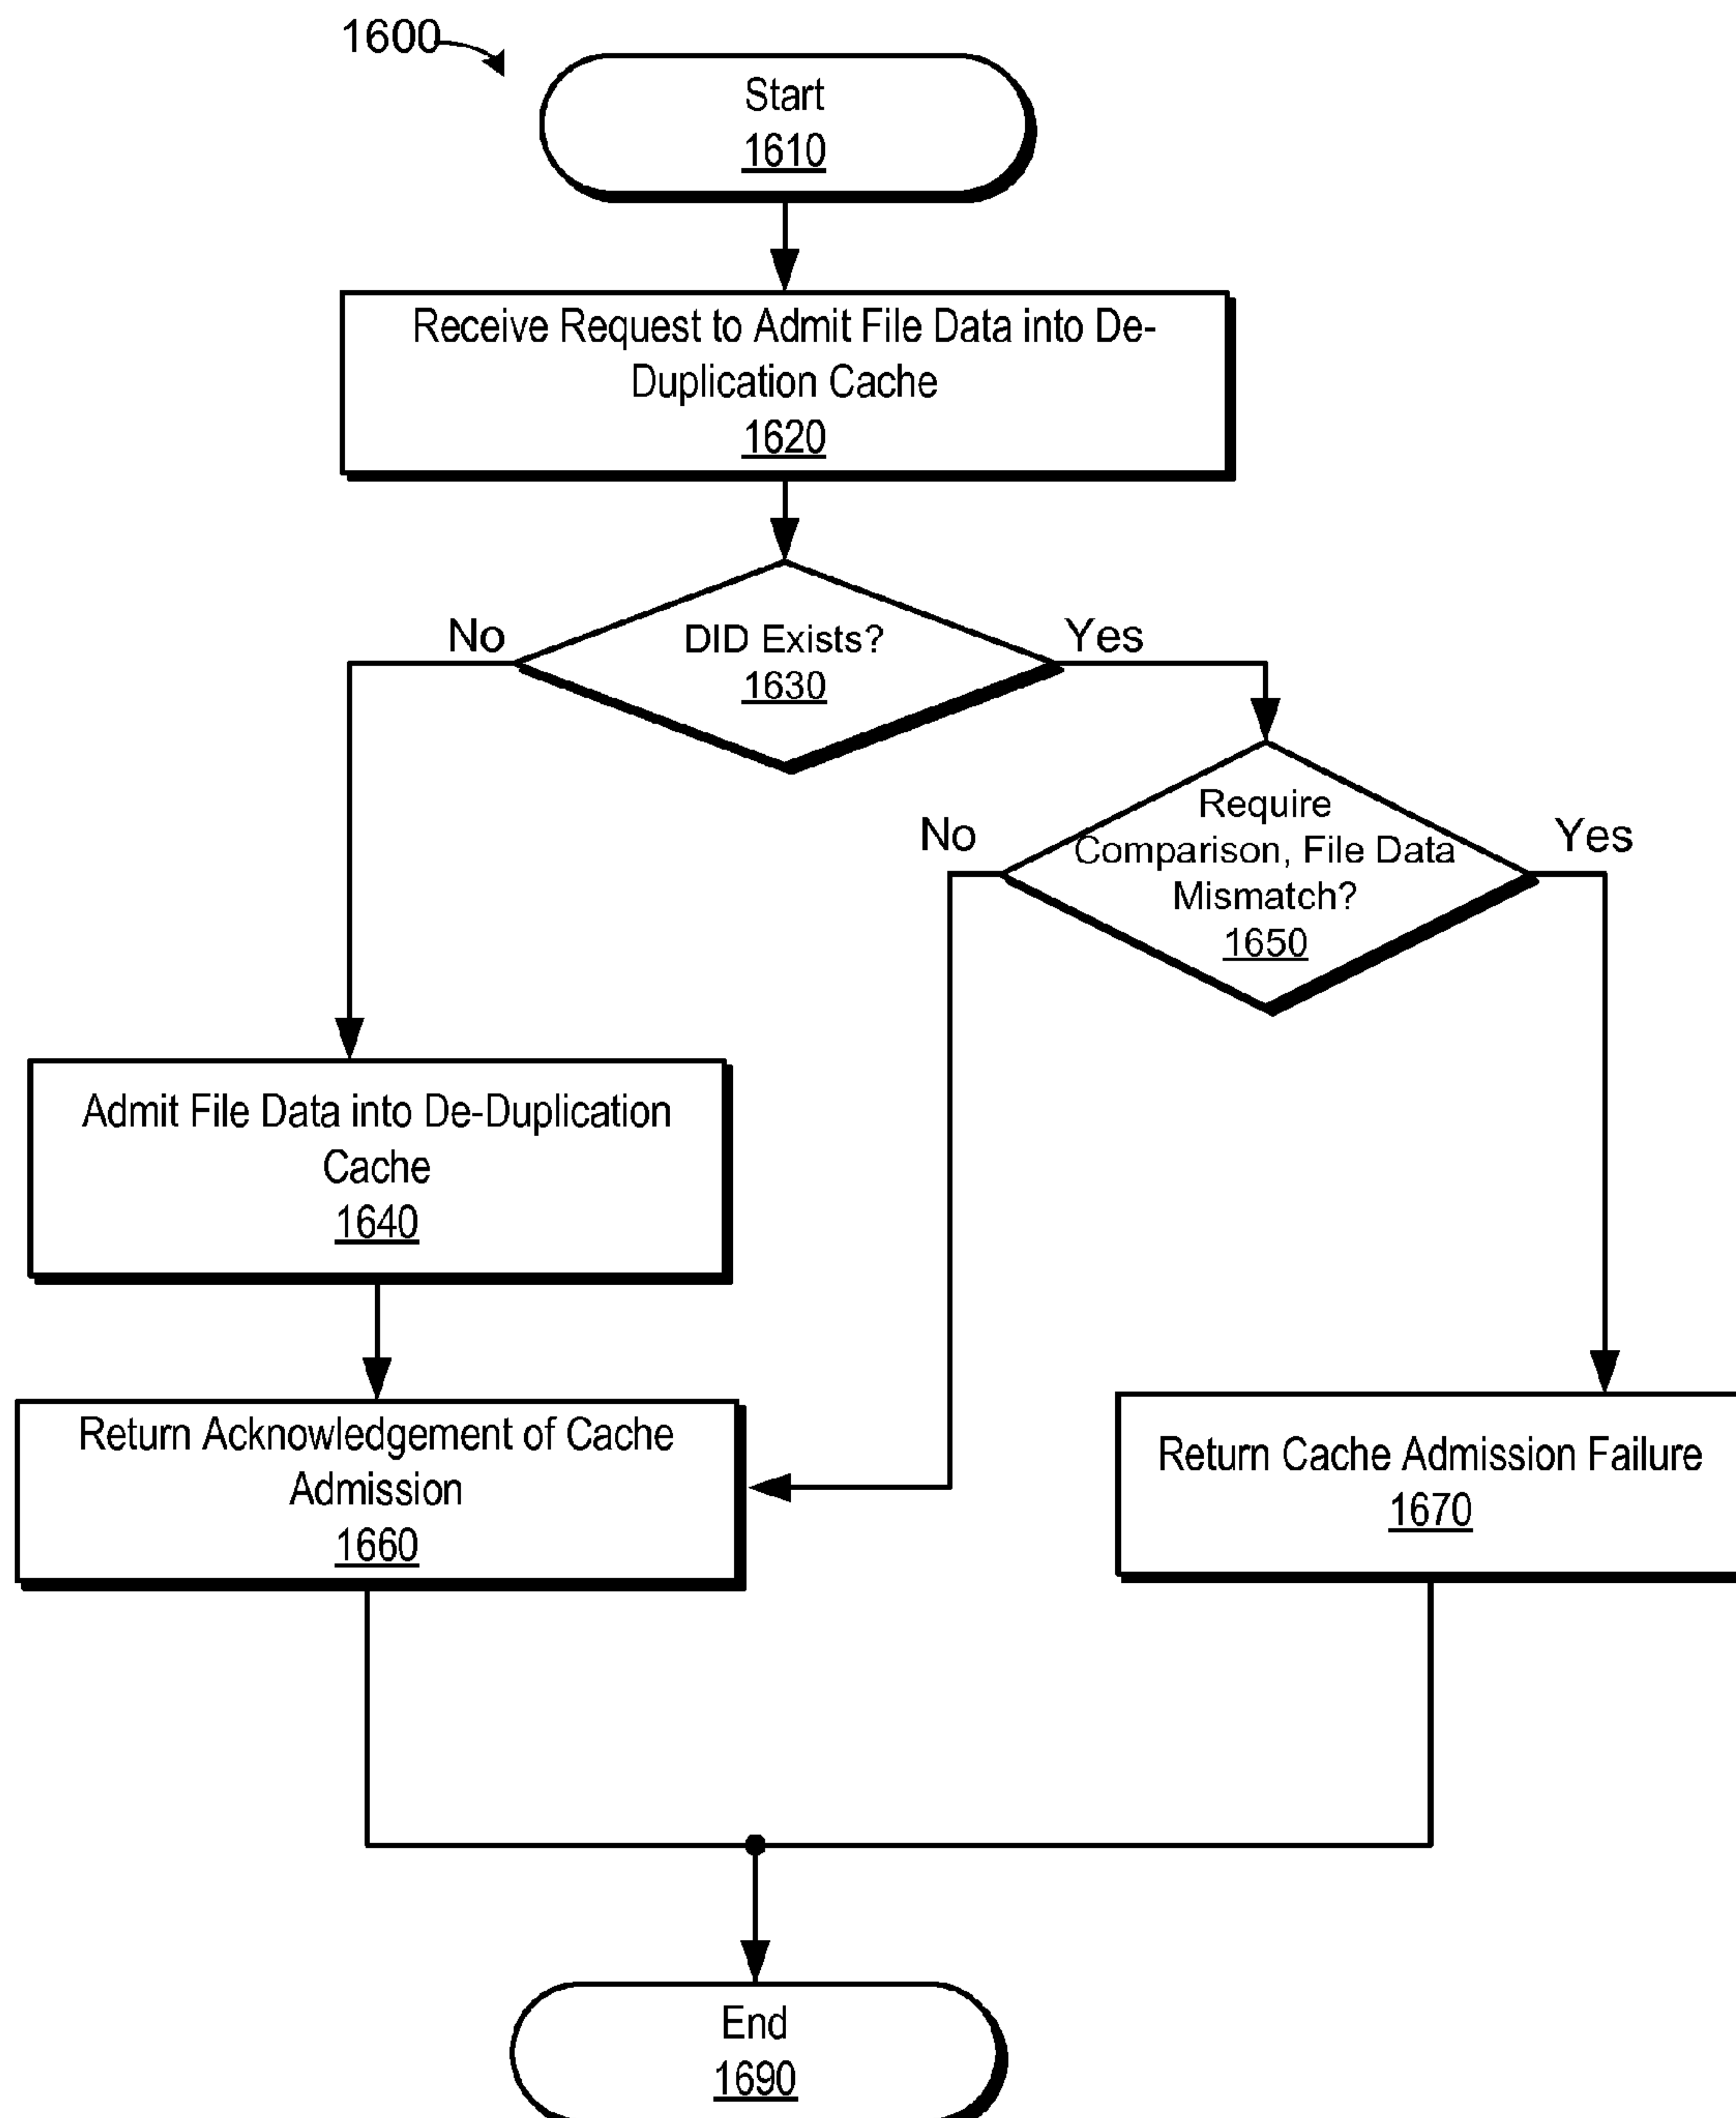 1600
Start
1610
Receive Request to Admit File Data into De-
Duplication Cache
1620
No
DID Exists?
1630
Yes
No
Require
Comparison, File Data
Mismatch?
1650
Yes
Admit File Data into De-Duplication
Cache
1640
Return Acknowledgement of Cache
Admission
1660
Return Cache Admission Failure
1670
End
1690